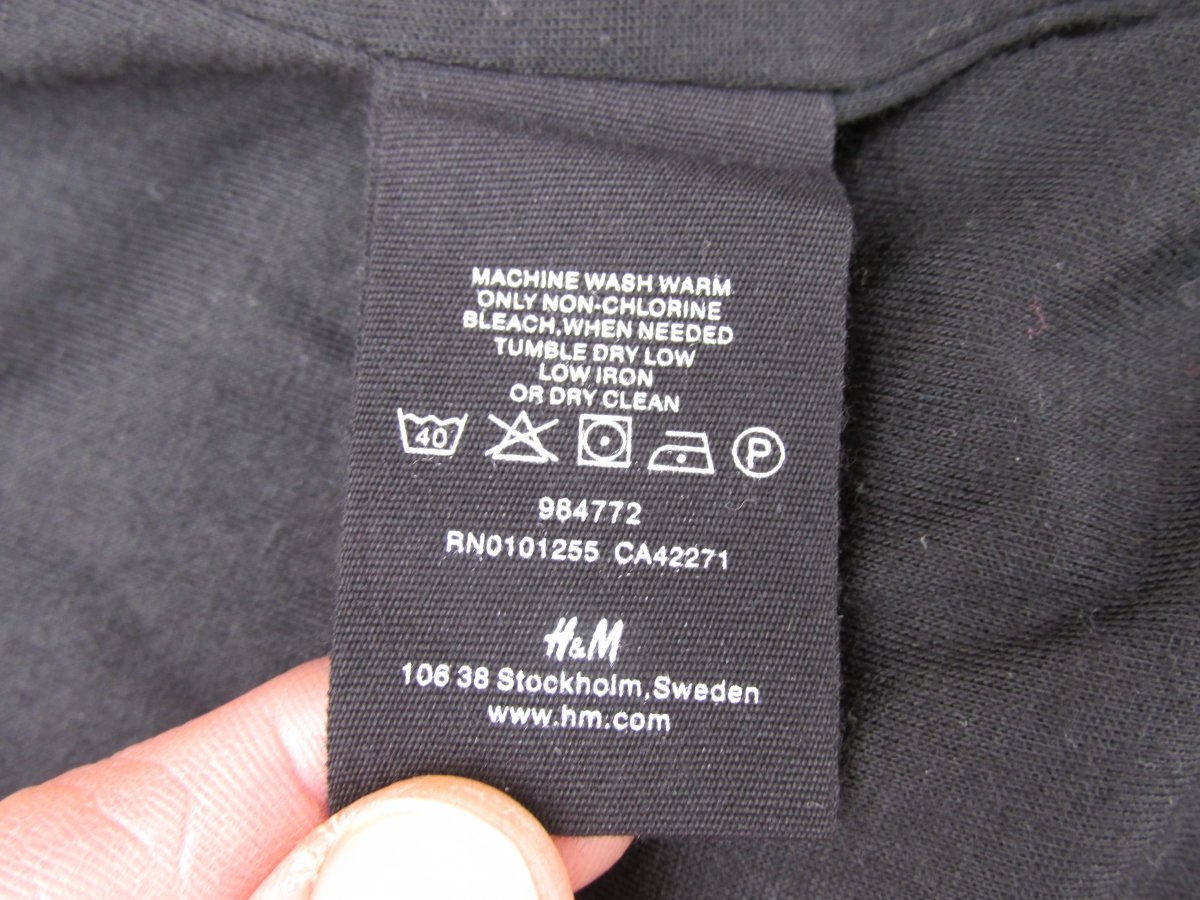 MACHINE WASH WARM
ONLY NON-CHLORINE
BLEACH, WHEN NEEDED
TUMBLE DRY LOW
LOW IRON
OR DRY CLEAN
40 P
984772
RN0101255 CA42271
H&M
106 38 Stockholm, Sweden
www.hm.com